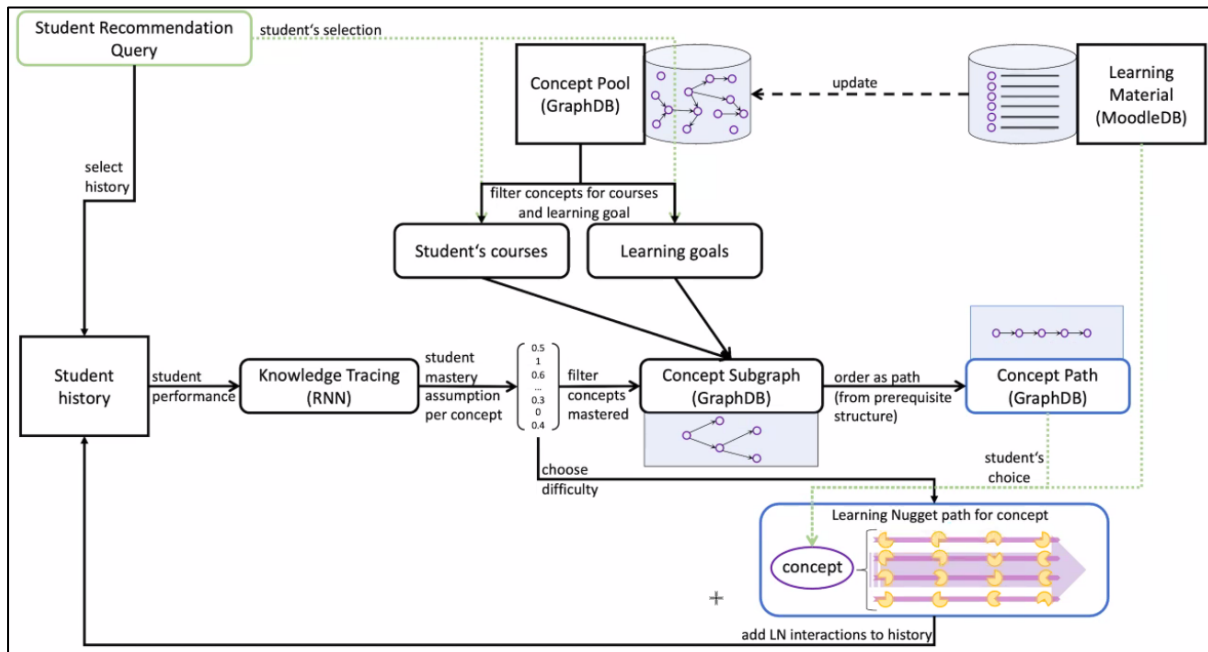 Student Recommendation
Query
student's selection
Concept Pool
(GraphDB)
update
Learning
Material
(MoodleDB)
select
history
filter concepts for courses
and learning goal
Student's courses
Learning goals
Student
history
student
performance
Knowledge Tracing
(RNN)
student
mastery
assumption
per concept
0.5
1
0.6
...
0.3
0
0.4
filter
concepts
mastered
Concept Subgraph
(GraphDB)
order as path
(from prerequisite
structure)
Concept Path
(GraphDB)
choose
difficulty
student's
choice
Learning Nugget path for concept
concept
add LN interactions to history